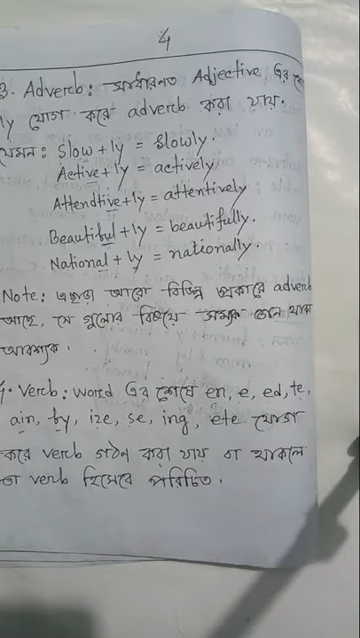 4
3. Adverb: সাধারনত Adjective এর শেষে
ly যোগ করে adverb করা যায়.
যেমন: Slow + ly = slowly.
Active + ly = actively
Attendtive + ly = attentively
Beautiful + ly = beautifully.
National + ly = nationally.
Note: এছাড়া আরো বিভিন্ন প্রকারে adverb
আছে, সে গুলোর বিষয়ে জেনে থাকা
আবশ্যক.
4. Verb: word এর শেষে en, e, ed, te,
ain, fy, ize, se, ing, ete যোগ
করে verb গঠন করা যায় বা থাকলে
তা verb হিসেবে পরিচিত.